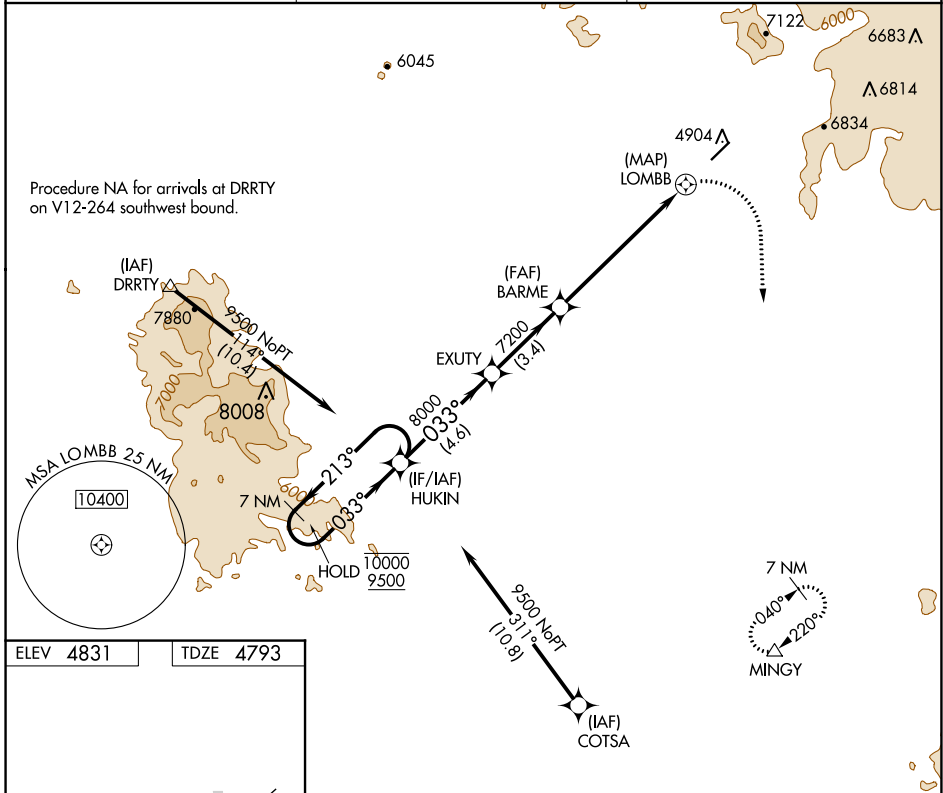 7122
6000
6683
6045
6814
6834
4904
(MAP)
LOMBB
Procedure NA for arrivals at DRRTY
on V12-264 southwest bound.
(IAF)
DRRTY
7880
9500 NoPT
114°
(10.4)
(FAF)
BARME
7200
(3.4)
EXUTY
7000
8008
8000
033°
(4.6)
213°
(IF/IAF)
HUKIN
MSA LOMBB 25 NM
10400
6000
7 NM
033°
HOLD
10000
9500
9500 NoPT
311°
(10.8)
7 NM
040°
220°
MINGY
(IAF)
COTSA
ELEV 4831
TDZE 4793